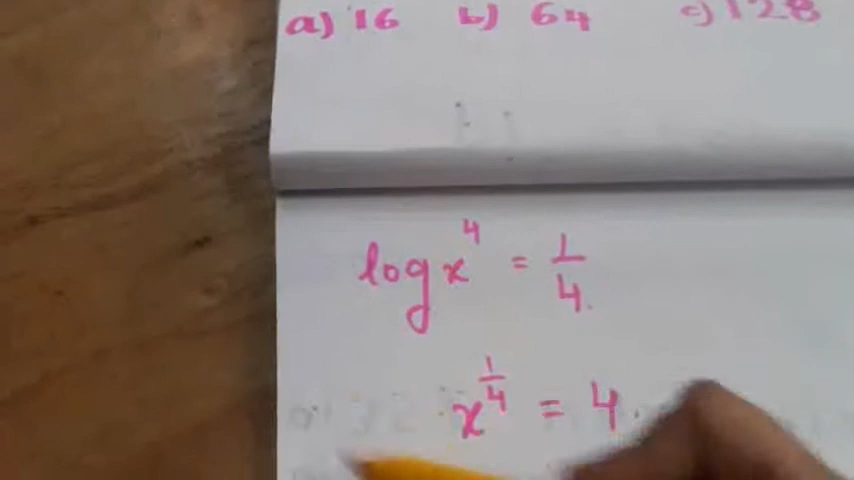 a) 16 b) 64 c) 128
log x⁴ = 1/4.
x^(1/4) = 4.